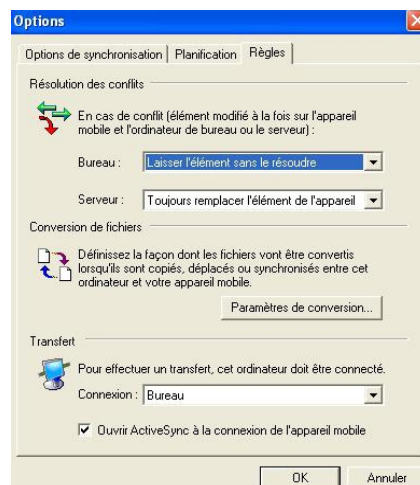 Options
Options de synchronisation Planification Règles
Résolution des conflits
En cas de conflit (élément modifié à la fois sur l'appareil
mobile et l'ordinateur de bureau ou le serveur) :
Bureau : Laisser l'élément sans le résoudre
Serveur : Toujours remplacer l'élément de l'appareil
Conversion de fichiers
Définissez la façon dont les fichiers vont être convertis
lorsqu'ils sont copiés, déplacés ou synchronisés entre cet
ordinateur et votre appareil mobile.
Paramètres de conversion...
Transfert
Pour effectuer un transfert, cet ordinateur doit être connecté.
Connexion : Bureau
Ouvrir ActiveSync à la connexion de l'appareil mobile
OK Annuler